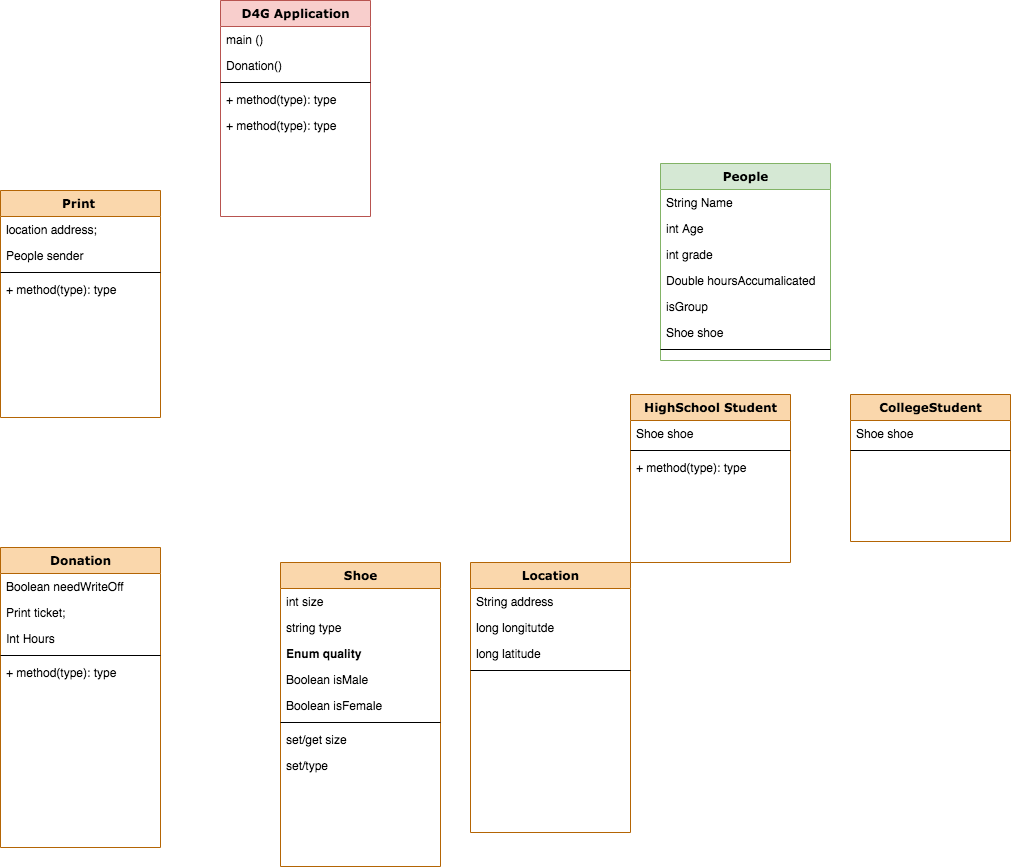 D4G Application
main ()
Donation()
+ method(type): type
+ method(type): type
People
String Name
int Age
int grade
Double hoursAccumalicated
isGroup
Shoe shoe
Print
location address;
People sender
+ method(type): type
HighSchool Student
Shoe shoe
+ method(type): type
CollegeStudent
Shoe shoe
Donation
Boolean needWriteOff
Print ticket;
Int Hours
+ method(type): type
Shoe
int size
string type
Enum quality
Boolean isMale
Boolean isFemale
set/get size
set/type
Location
String address
long longitutde
long latitude